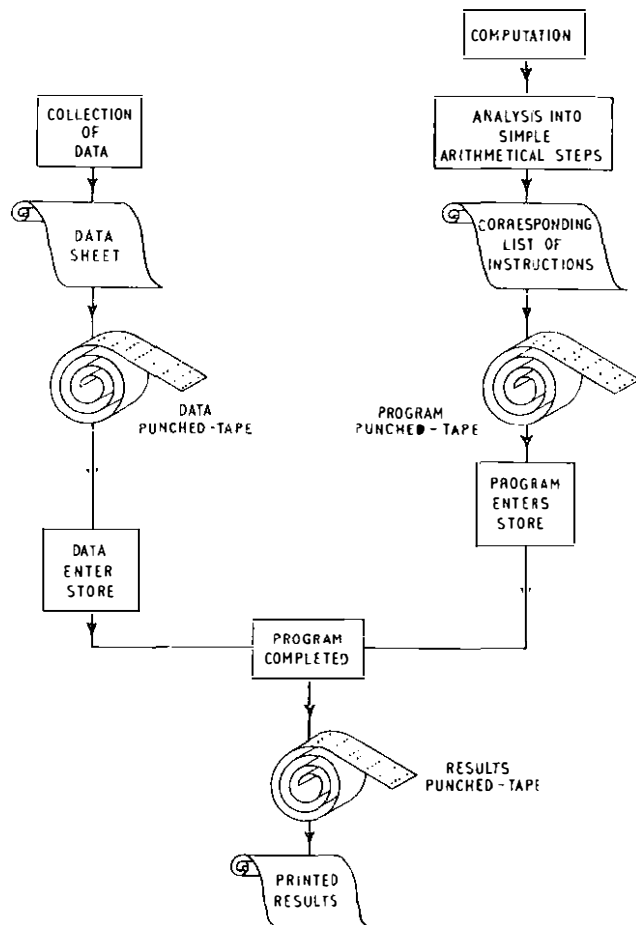 COMPUTATION
COLLECTION
OF
DATA
ANALYSIS INTO
SIMPLE
ARITHMETICAL STEPS
DATA
SHEET
CORRESPONDING
LIST OF
INSTRUCTIONS
DATA
PUNCHED-TAPE
PROGRAM
PUNCHED-TAPE
PROGRAM
ENTERS
STORE
DATA
ENTER
STORE
PROGRAM
COMPLETED
RESULTS
PUNCHED-TAPE
PRINTED
RESULTS